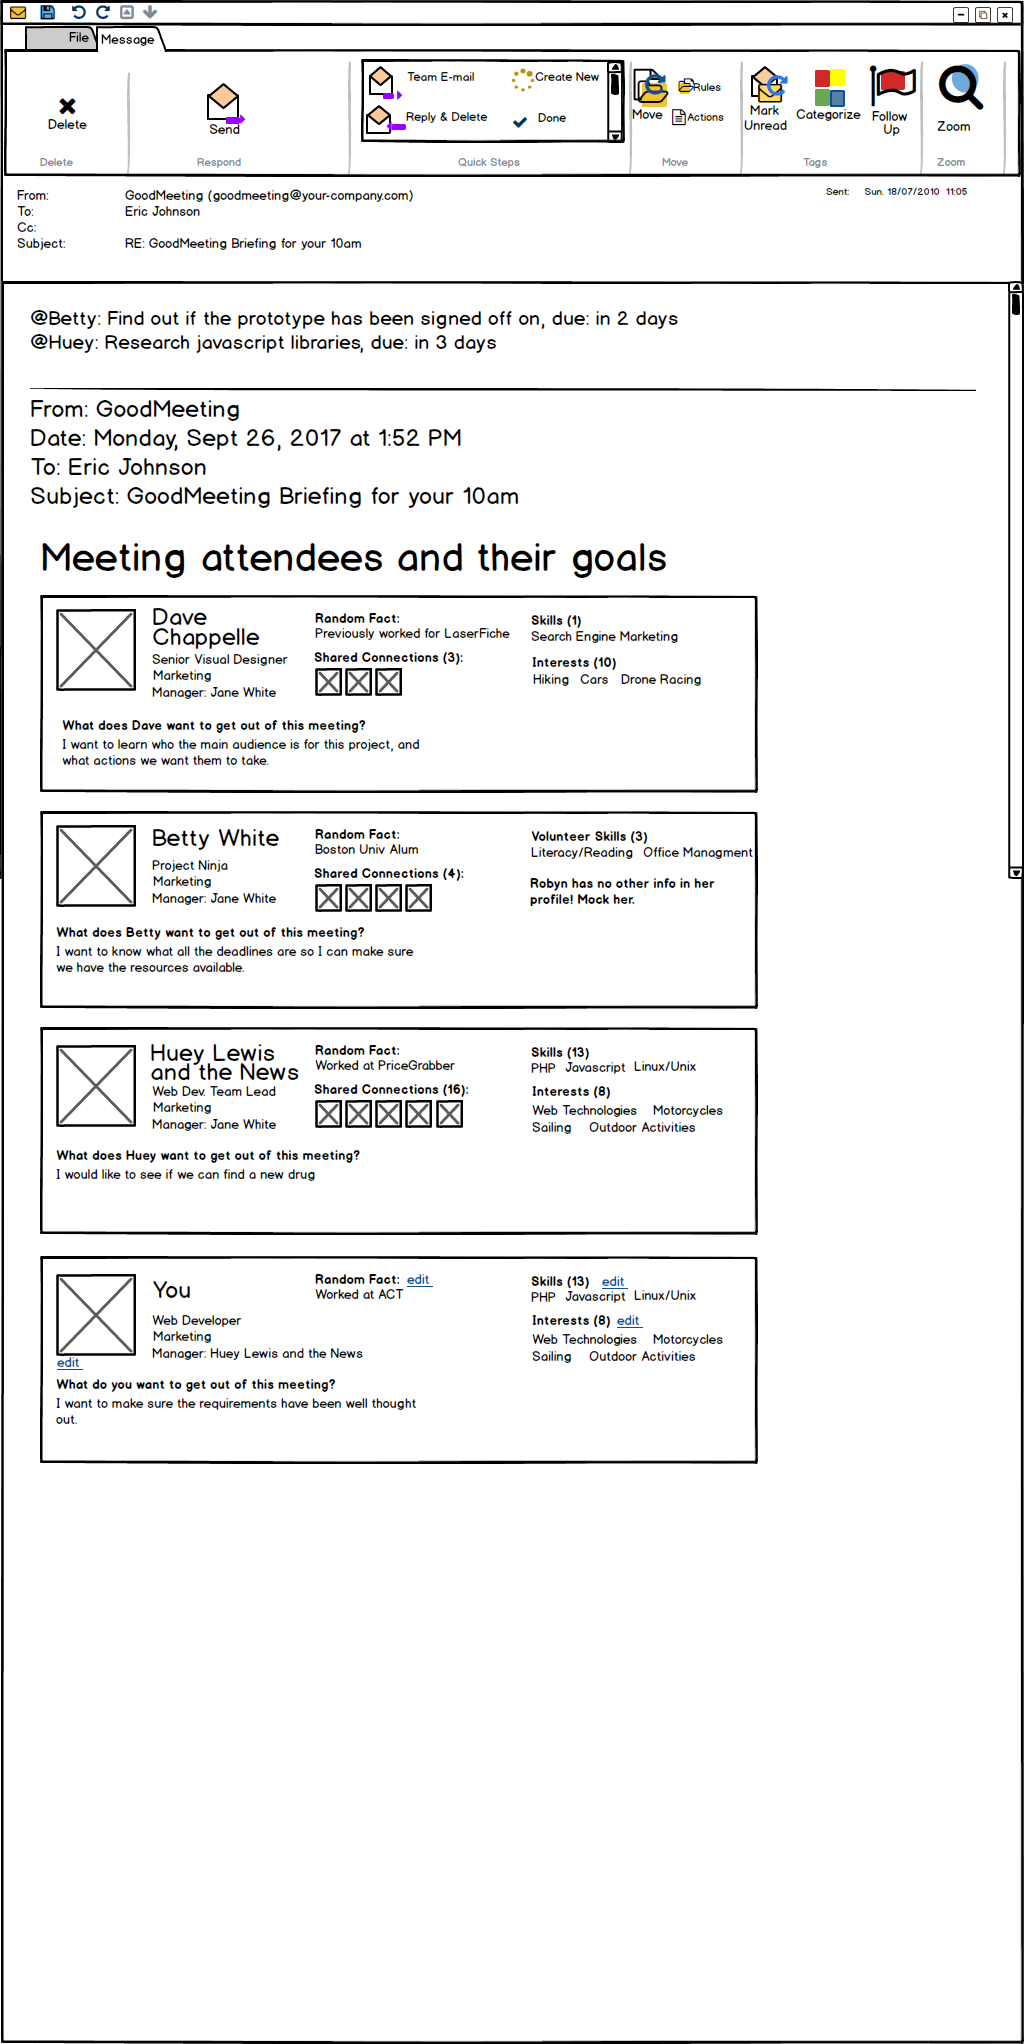 File Message
Delete
Send
Team E-mail Create New
Reply & Delete Done
Move Rules
Actions
Mark Unread
Categorize
Follow Up
Zoom
Delete Respond Quick Steps Move Tags Zoom
From: GoodMeeting (goodmeeting@your-company.com)
Sent: Sun. 18/07/2010 11:05
To: Eric Johnson
Cc:
Subject: RE: GoodMeeting Briefing for your 10am
@Betty: Find out if the prototype has been signed off on, due: in 2 days
@Huey: Research javascript libraries, due: in 3 days
From: GoodMeeting
Date: Monday, Sept 26, 2017 at 1:52 PM
To: Eric Johnson
Subject: GoodMeeting Briefing for your 10am
Meeting attendees and their goals
Dave
Chappelle
Senior Visual Designer
Marketing
Manager: Jane White
Random Fact:
Previously worked for LaserFiche
Shared Connections (3):
Skills (1)
Search Engine Marketing
Interests (10)
Hiking Cars Drone Racing
What does Dave want to get out of this meeting?
I want to learn who the main audience is for this project, and
what actions we want them to take.
Betty White
Project Ninja
Marketing
Manager: Jane White
Random Fact:
Boston Univ Alum
Shared Connections (4):
Volunteer Skills (3)
Literacy/Reading Office Managment
Robyn has no other info in her
profile! Mock her.
What does Betty want to get out of this meeting?
I want to know what all the deadlines are so I can make sure
we have the resources available.
Huey Lewis
and the News
Web Dev. Team Lead
Marketing
Manager: Jane White
Random Fact:
Worked at PriceGrabber
Shared Connections (16):
Skills (13)
PHP Javascript Linux/Unix
Interests (8)
Web Technologies Motorcycles
Sailing Outdoor Activities
What does Huey want to get out of this meeting?
I would like to see if we can find a new drug
You
Web Developer
Marketing
Manager: Huey Lewis and the News
edit
Random Fact: edit
Worked at ACT
Skills (13) edit
PHP Javascript Linux/Unix
Interests (8) edit
Web Technologies Motorcycles
Sailing Outdoor Activities
What do you want to get out of this meeting?
I want to make sure the requirements have been well thought
out.